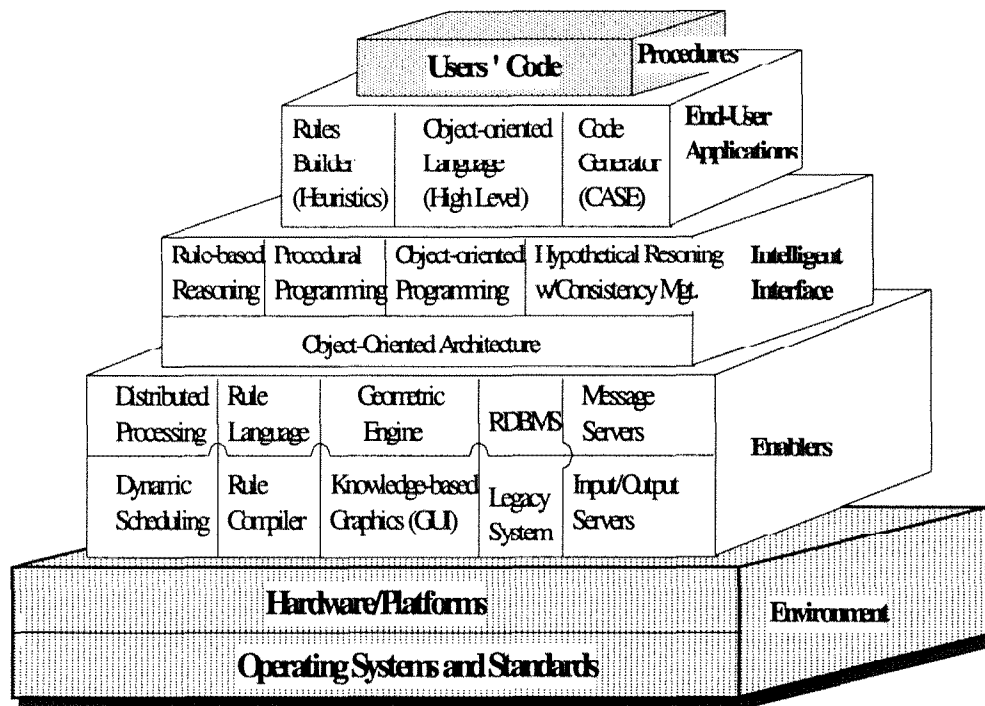 Users ' Code
Procedures
Rules
Builder
(Heuristics)
Object-oriented
Language
(High Level)
Code
Generator
(CASE)
End-User
Applications
Rule-based
Reasoning
Procedural
Programming
Object-oriented
Programming
Hypothetical Resoning
w/Consistency Mgt.
Intelligent
Interface
Object-Oriented Architecture
Distributed
Processing
Rule
Language
Geometric
Engine
RDBMS
Message
Servers
Enablers
Dynamic
Scheduling
Rule
Compiler
Knowledge-based
Graphics (GUI)
Legacy
System
Input/Output
Servers
Hardware/Platforms
Environment
Operating Systems and Standards